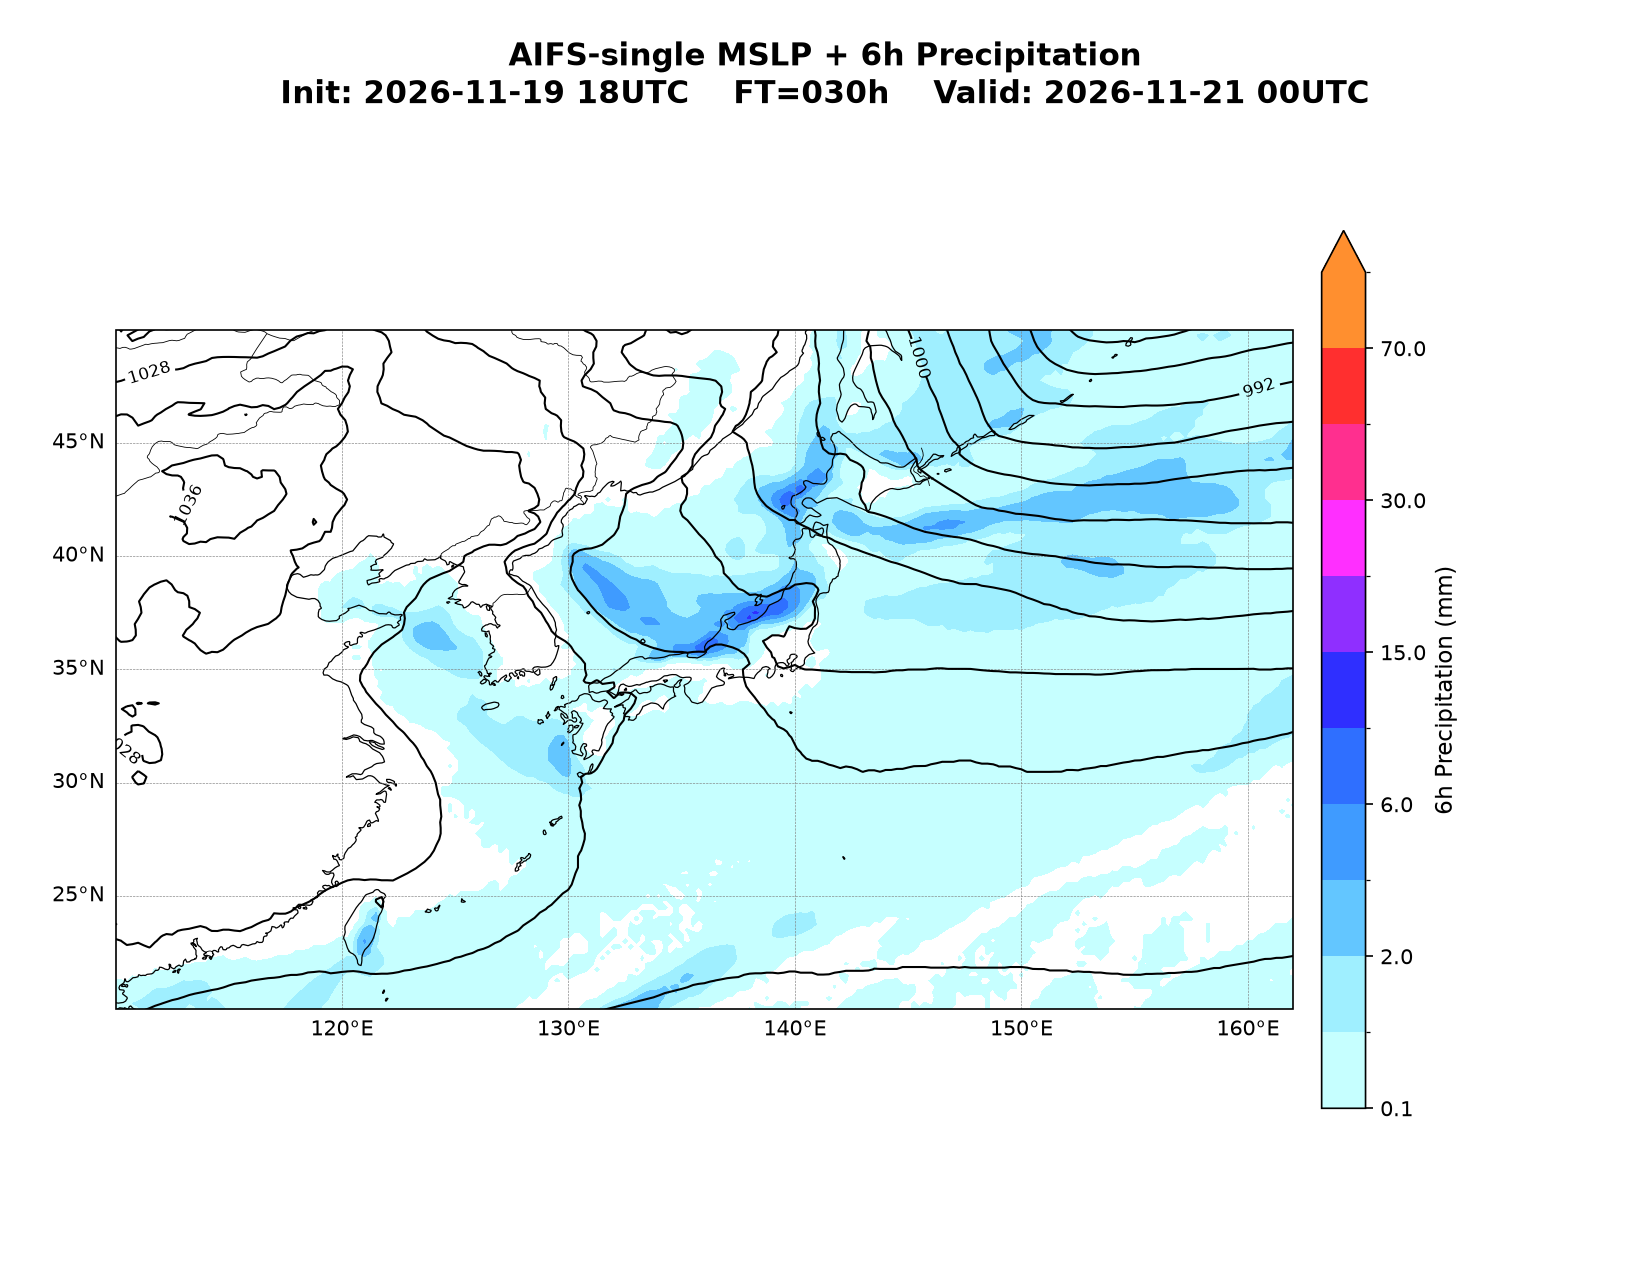 AIFS-single MSLP + 6h Precipitation
Init: 2026-11-19 18UTC    FT=030h    Valid: 2026-11-21 00UTC
1028
1000
992
1036
028
45°N
40°N
35°N
30°N
25°N
120°E
130°E
140°E
150°E
160°E
70.0
30.0
15.0
6.0
2.0
0.1
6h Precipitation (mm)